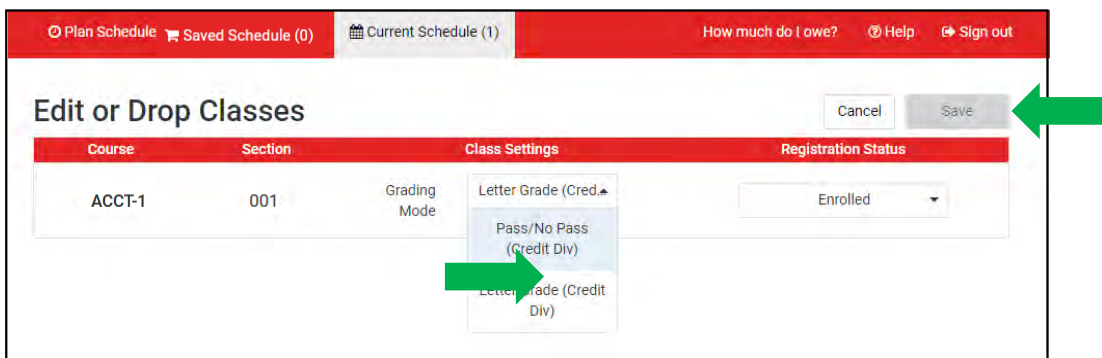 Plan Schedule Saved Schedule (0) Current Schedule (1) How much do I owe? Help Sign out
Edit or Drop Classes Cancel Save
Course Section Class Settings Registration Status
ACCT-1 001 Grading Mode Letter Grade (Cred. Enrolled
Pass/No Pass
(Credit Div)
Letter Grade (Credit
Div)